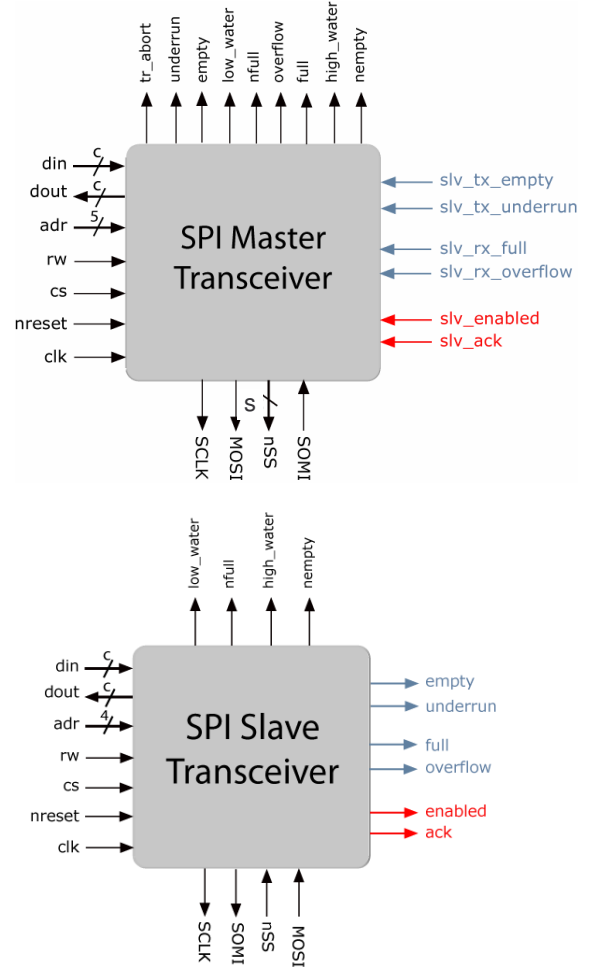 tr_abort
underrun
empty
low_water
nfull
overflow
full
high_water
nempty
din
c
dout
c
adr
5
rw
cs
nreset
clk
SPI Master
Transceiver
slv_tx_empty
slv_tx_underrun
slv_rx_full
slv_rx_overflow
slv_enabled
slv_ack
SCLK
MOSI
S
nSS
SOMI
low_water
nfull
high_water
nempty
din
c
dout
c
adr
4
rw
cs
nreset
clk
SPI Slave
Transceiver
empty
underrun
full
overflow
enabled
ack
SCLK
SOMI
nSS
MOSI